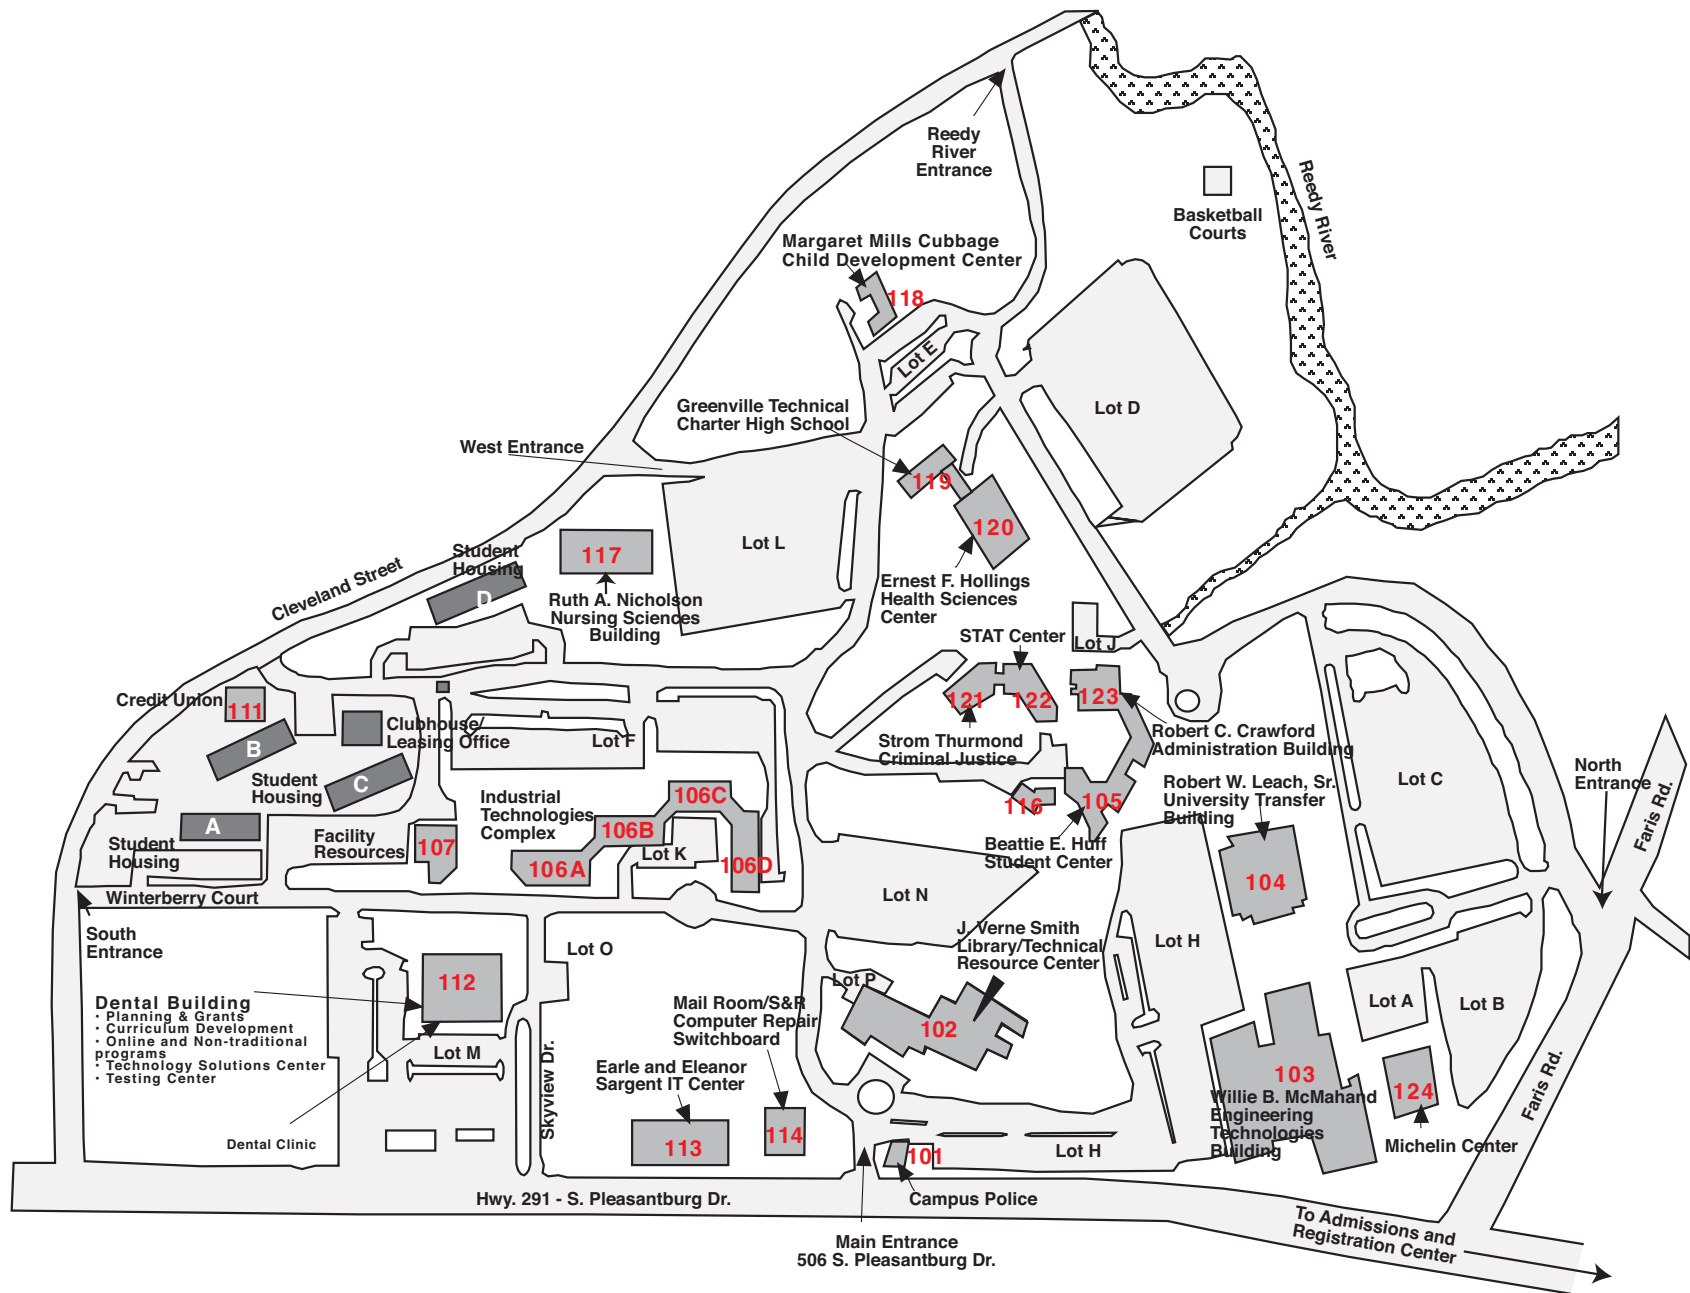 Reedy
River
Entrance
Reedy River
Basketball
Courts
Margaret Mills Cubbage
Child Development Center
118
Lot E
Lot D
Greenville Technical
Charter High School
West Entrance
119
120
Lot L
117
Student
Housing
D
Cleveland Street
Ruth A. Nicholson
Nursing Sciences
Building
Ernest F. Hollings
Health Sciences
Center
STAT Center
Lot J
121
122
123
Credit Union
111
Clubhouse/
Leasing Office
B
Student
Housing
C
Lot F
Strom Thurmond
Criminal Justice
Robert C. Crawford
Administration Building
Robert W. Leach, Sr.
University Transfer
Building
Lot C
North
Entrance
Faris Rd.
Industrial
Technologies
Complex
106C
106B
106A
106D
Lot K
116
105
Beattie E. Huff
Student Center
A
Student
Housing
Facility
Resources
107
104
Winterberry Court
South
Entrance
Lot N
Lot O
J. Verne Smith
Library/Technical
Resource Center
Lot H
112
Lot P
Dental Building
· Planning & Grants
· Curriculum Development
· Online and Non-traditional
programs
· Technology Solutions Center
· Testing Center
Lot M
Mail Room/S&R
Computer Repair
Switchboard
102
Lot A
Lot B
Earle and Eleanor
Sargent IT Center
Skyview Dr.
103
Willie B. McMahand
Engineering
Technologies
Building
124
Michelin Center
Faris Rd.
Dental Clinic
113
114
101
Lot H
Campus Police
Hwy. 291 - S. Pleasantburg Dr.
Main Entrance
506 S. Pleasantburg Dr.
To Admissions and
Registration Center